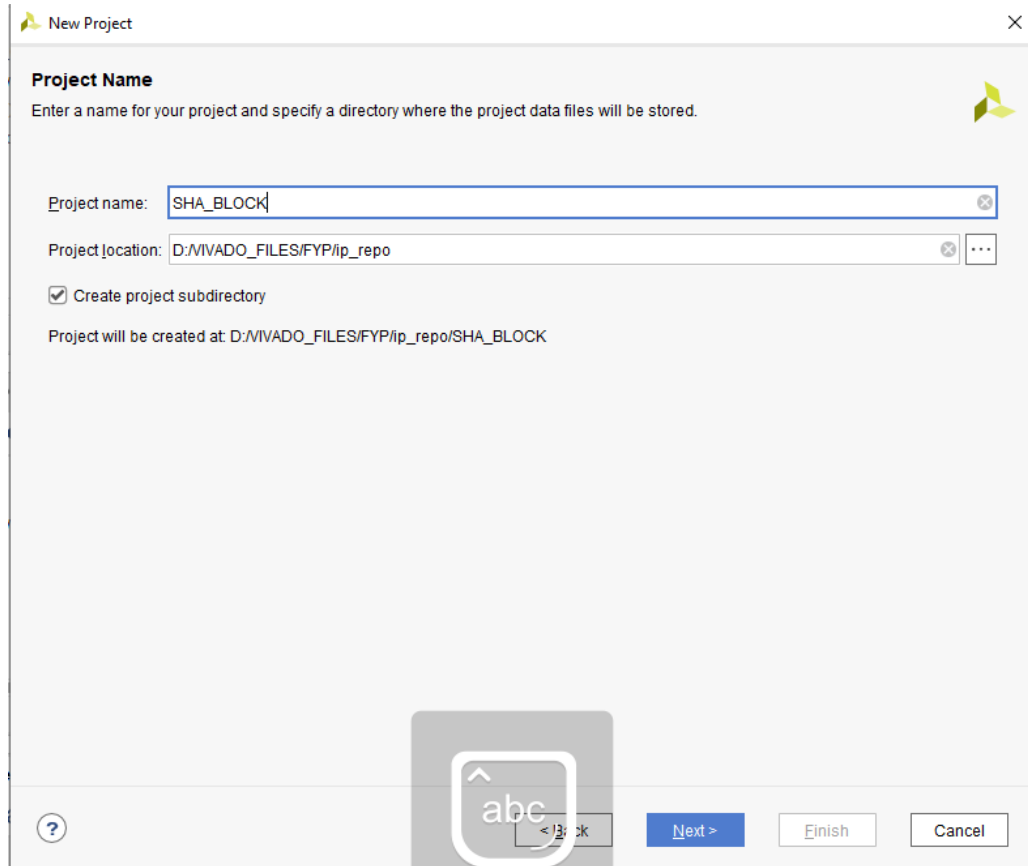 New Project
Project Name
Enter a name for your project and specify a directory where the project data files will be stored.
Project name: SHA_BLOCK
Project location: D:/VIVADO_FILES/FYP/ip_repo ...
Create project subdirectory
Project will be created at: D:/VIVADO_FILES/FYP/ip_repo/SHA_BLOCK
abc
? < Back Next > Finish Cancel